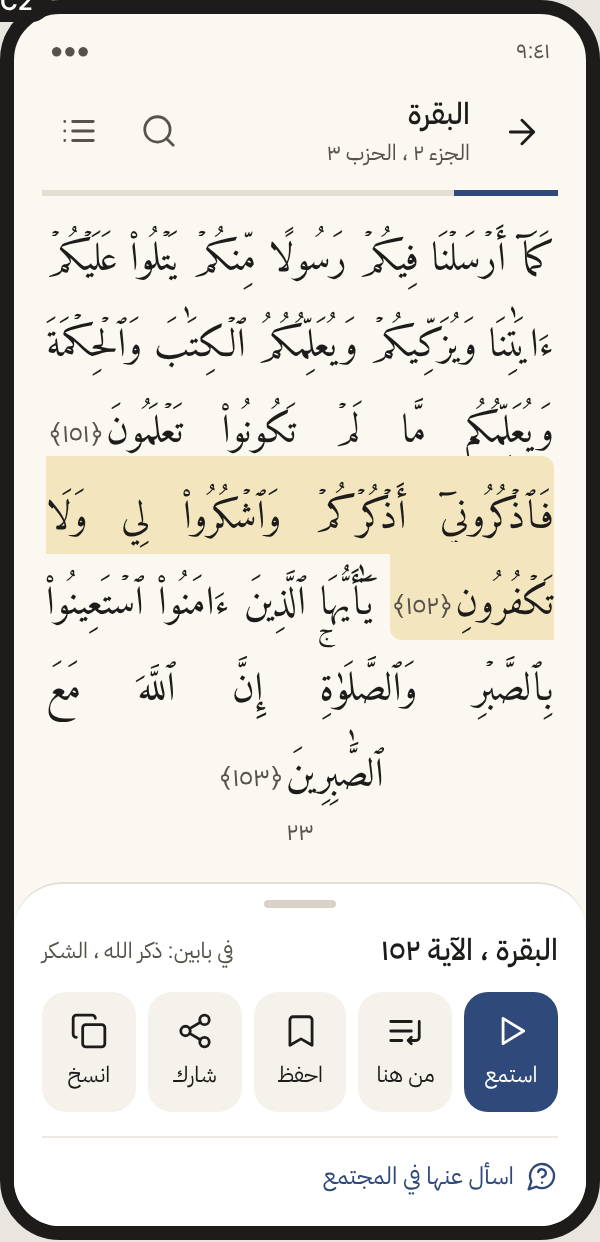 C2
٩:٤١
البقرة
الجزء ٢ ، الحزب ٣
كَمَآ أَرۡسَلۡنَا فِيكُمۡ رَسُولٗا مِّنكُمۡ يَتۡلُواْ عَلَيۡكُمۡ
ءَايَٰتِنَا وَيُزَكِّيكُمۡ وَيُعَلِّمُكُمُ ٱلۡكِتَٰبَ وَٱلۡحِكۡمَةَ
وَيُعَلِّمُكُم مَّا لَمۡ تَكُونُواْ تَعۡلَمُونَ ﴿١٥١﴾
فَٱذۡكُرُونِيٓ أَذۡكُرۡكُمۡ وَٱشۡكُرُواْ لِي وَلَا
تَكۡفُرُونِ ﴿١٥٢﴾ يَٰٓأَيُّهَا ٱلَّذِينَ ءَامَنُواْ ٱسۡتَعِينُواْ
بِٱلصَّبۡرِ وَٱلصَّلَوٰةِۚ إِنَّ ٱللَّهَ مَعَ
ٱلصَّٰبِرِينَ ﴿١٥٣﴾
٢٣
البقرة ، الآية ١٥٢
في بابين: ذكر الله ، الشكر
استمع
من هنا
احفظ
شارك
انسخ
اسأل عنها في المجتمع